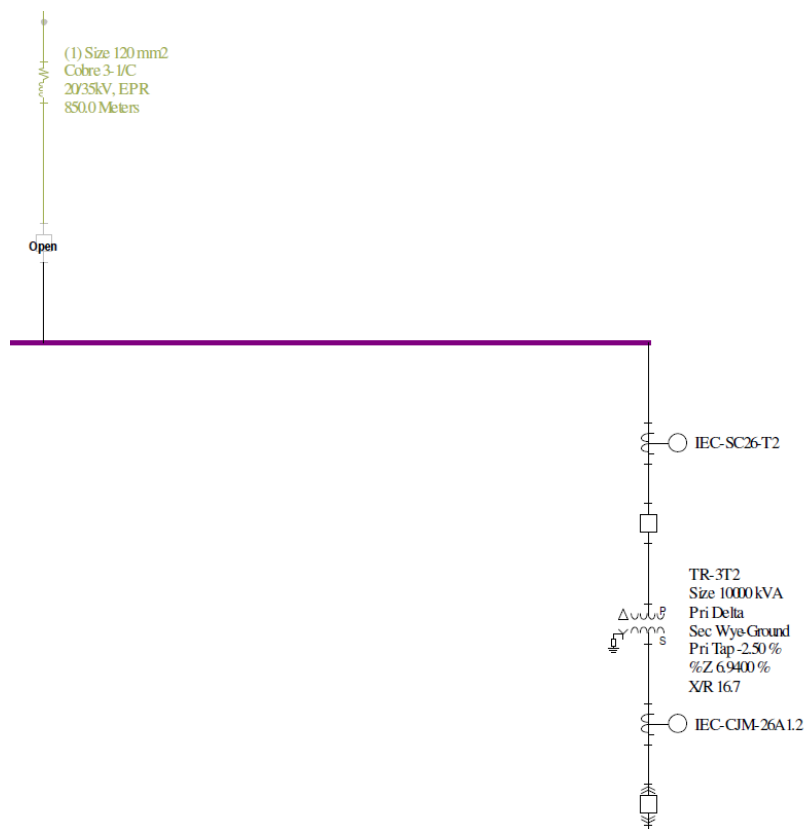 (1) Size 120 mm2
Cobre 3-1/C
20/35kV, EPR
850.0 Meters
Open
IEC-SC26-T2
TR-3T2
Size 10000 kVA
P
Pri Delta
Sec Wye-Ground
S
Pri Tap -2.50 %
%Z 6.9400 %
X/R 16.7
IEC-CJM-26A1.2